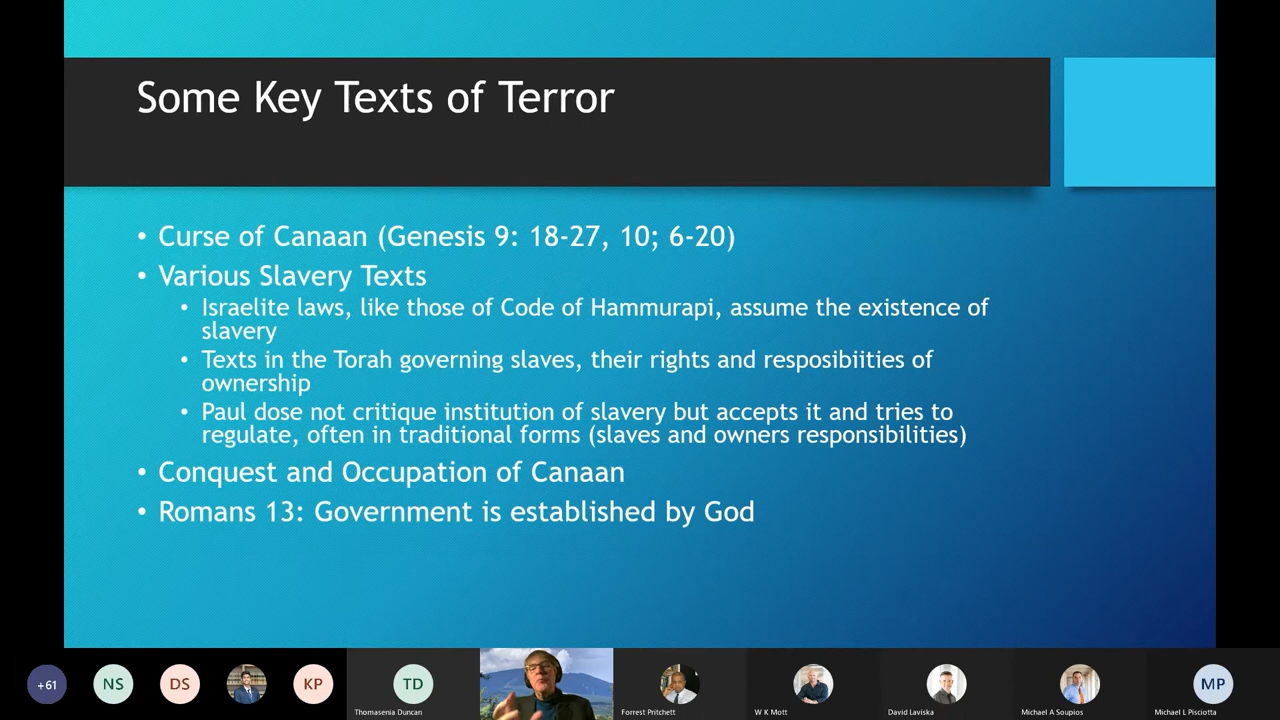 Some Key Texts of Terror
• Curse of Canaan (Genesis 9: 18-27, 10; 6-20)
• Various Slavery Texts
• Israelite laws, like those of Code of Hammurapi, assume the existence of
slavery
• Texts in the Torah governing slaves, their rights and resposibiities of
ownership
• Paul dose not critique institution of slavery but accepts it and tries to
regulate, often in traditional forms (slaves and owners responsibilities)
• Conquest and Occupation of Canaan
• Romans 13: Government is established by God
+61
NS
DS
KP
TD
MP
Thomasenia Duncan
Forrest Pritchett
W K Mott
David Laviska
Michael A Soupios
Michael L Pisciotta